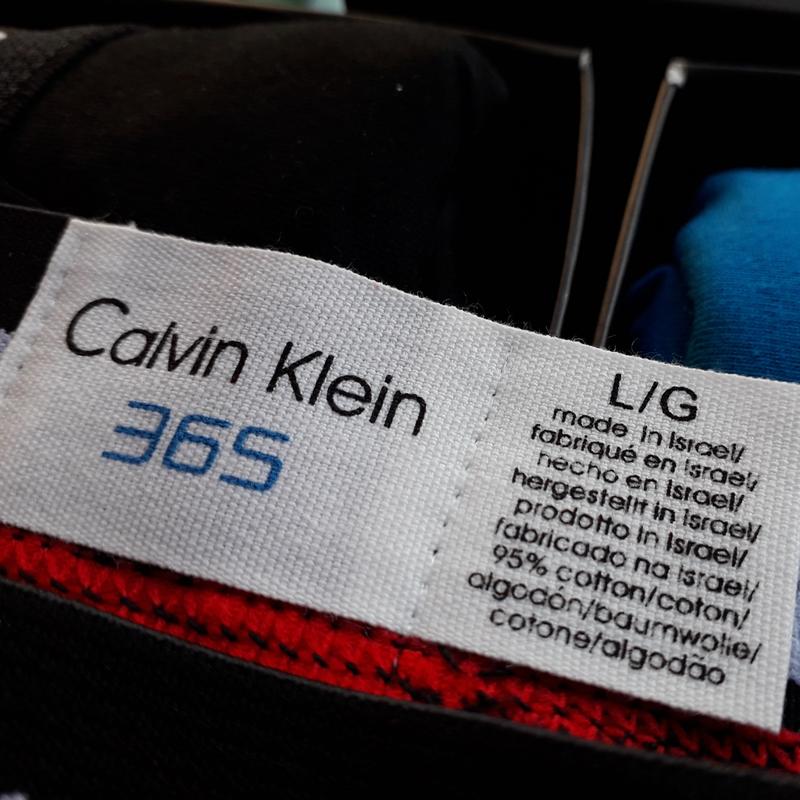 Calvin Klein
365
L/G
made in Israel/
fabriqué en Israel/
hecho en Israel/
hergestellt in Israel/
prodotto in Israel/
fabricado na Israel/
95% cotton/coton/
algodón/baumwolle/
cotone/algodão